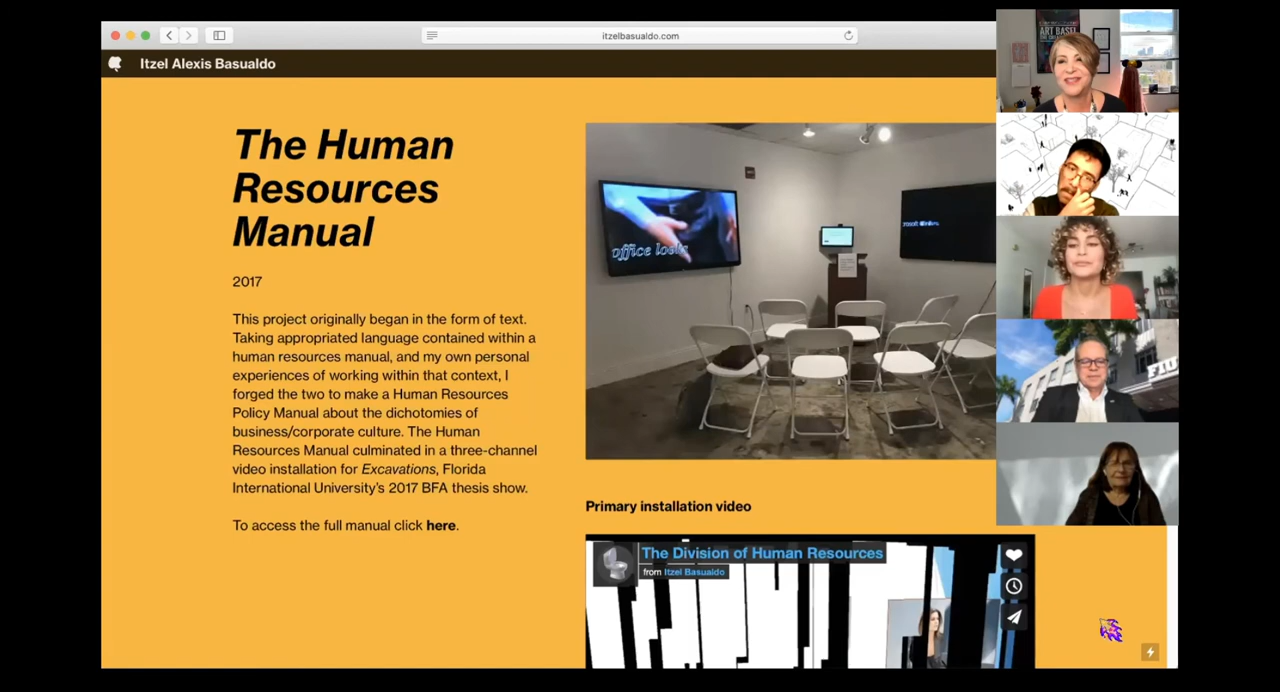 itzelbasualdo.com
Itzel Alexis Basualdo
The Human
Resources
Manual
2017
This project originally began in the form of text.
Taking appropriated language contained within a
human resources manual, and my own personal
experiences of working within that context, I
forged the two to make a Human Resources
Policy Manual about the dichotomies of
business/corporate culture. The Human
Resources Manual culminated in a three-channel
video installation for Excavations, Florida
International University's 2017 BFA thesis show.
To access the full manual click here.
office looks
Primary installation video
The Division of Human Resources
from Itzel Basualdo
ART BASEL
FIU